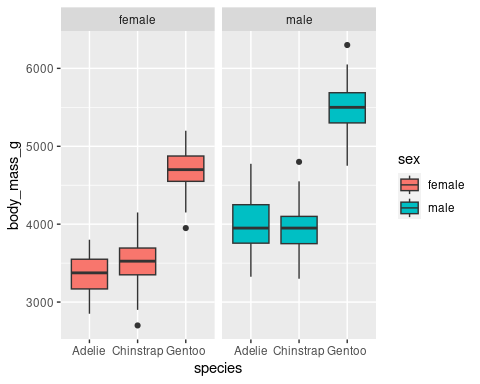 female male
6000
5000
4000
3000
body_mass_g
Adelie Chinstrap Gentoo Adelie Chinstrap Gentoo
species
sex
female
male